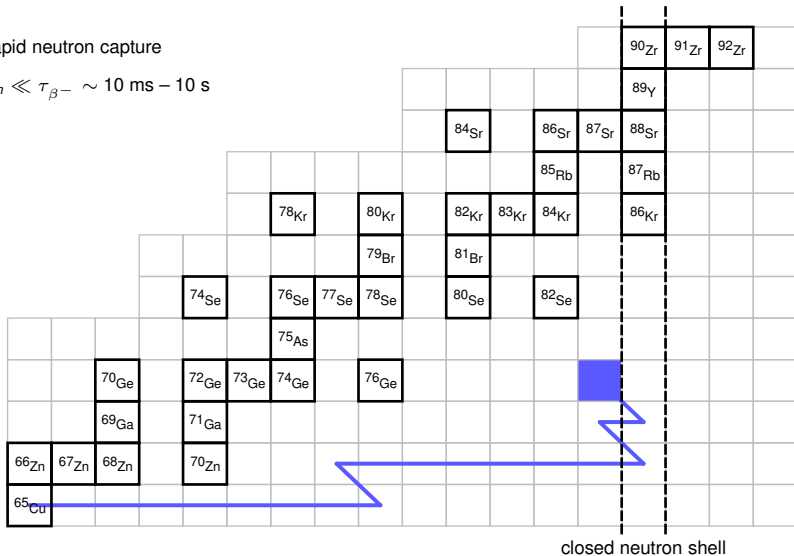 apid neutron capture
≪ τ_β− ∼ 10 ms – 10 s
⁹⁰Zr ⁹¹Zr ⁹²Zr
⁸⁹Y
⁸⁴Sr ⁸⁶Sr ⁸⁷Sr ⁸⁸Sr
⁸⁵Rb ⁸⁷Rb
⁷⁸Kr ⁸⁰Kr ⁸²Kr ⁸³Kr ⁸⁴Kr ⁸⁶Kr
⁷⁹Br ⁸¹Br
⁷⁴Se ⁷⁶Se ⁷⁷Se ⁷⁸Se ⁸⁰Se ⁸²Se
⁷⁵As
⁷⁰Ge ⁷²Ge ⁷³Ge ⁷⁴Ge ⁷⁶Ge
⁶⁹Ga ⁷¹Ga
⁶⁶Zn ⁶⁷Zn ⁶⁸Zn ⁷⁰Zn
⁶⁵Cu
closed neutron shell